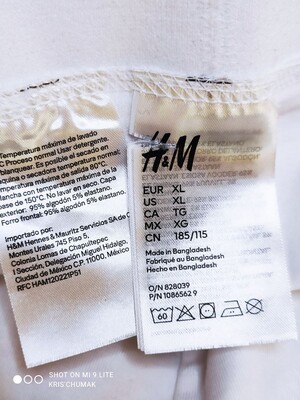 Temperatura máxima de lavado
C Proceso normal Usar detergente.
blanquear. Es posible el secado en
secadora temperatura normal:
temperatura máxima de salida 80°C.
lancha con temperatura máxima de la
base de 150°C. No lavar en seco. Capa
exterior: 95% algodón 5% elastano.
Forro frontal: 95% algodón 5% elastano.
Importado por:
H&M Hennes & Mauritz Servicios SA de C
Montes Urales 745 Piso 5,
Colonia Lomas de Chapultepec
1 Sección, Delegación Miguel Hidalgo,
Ciudad de México C.P. 11000, México
RFC HAM120221P51
H&M
EUR XL
US XL
CA TG
MX XG
CN 185/115
Made in Bangladesh
Fabriqué au Bangladesh
Hecho en Bangladesh
O/N 828039
P/N 1086562 9
60
SHOT ON MI 9 LITE
KRIS'CHUMAK